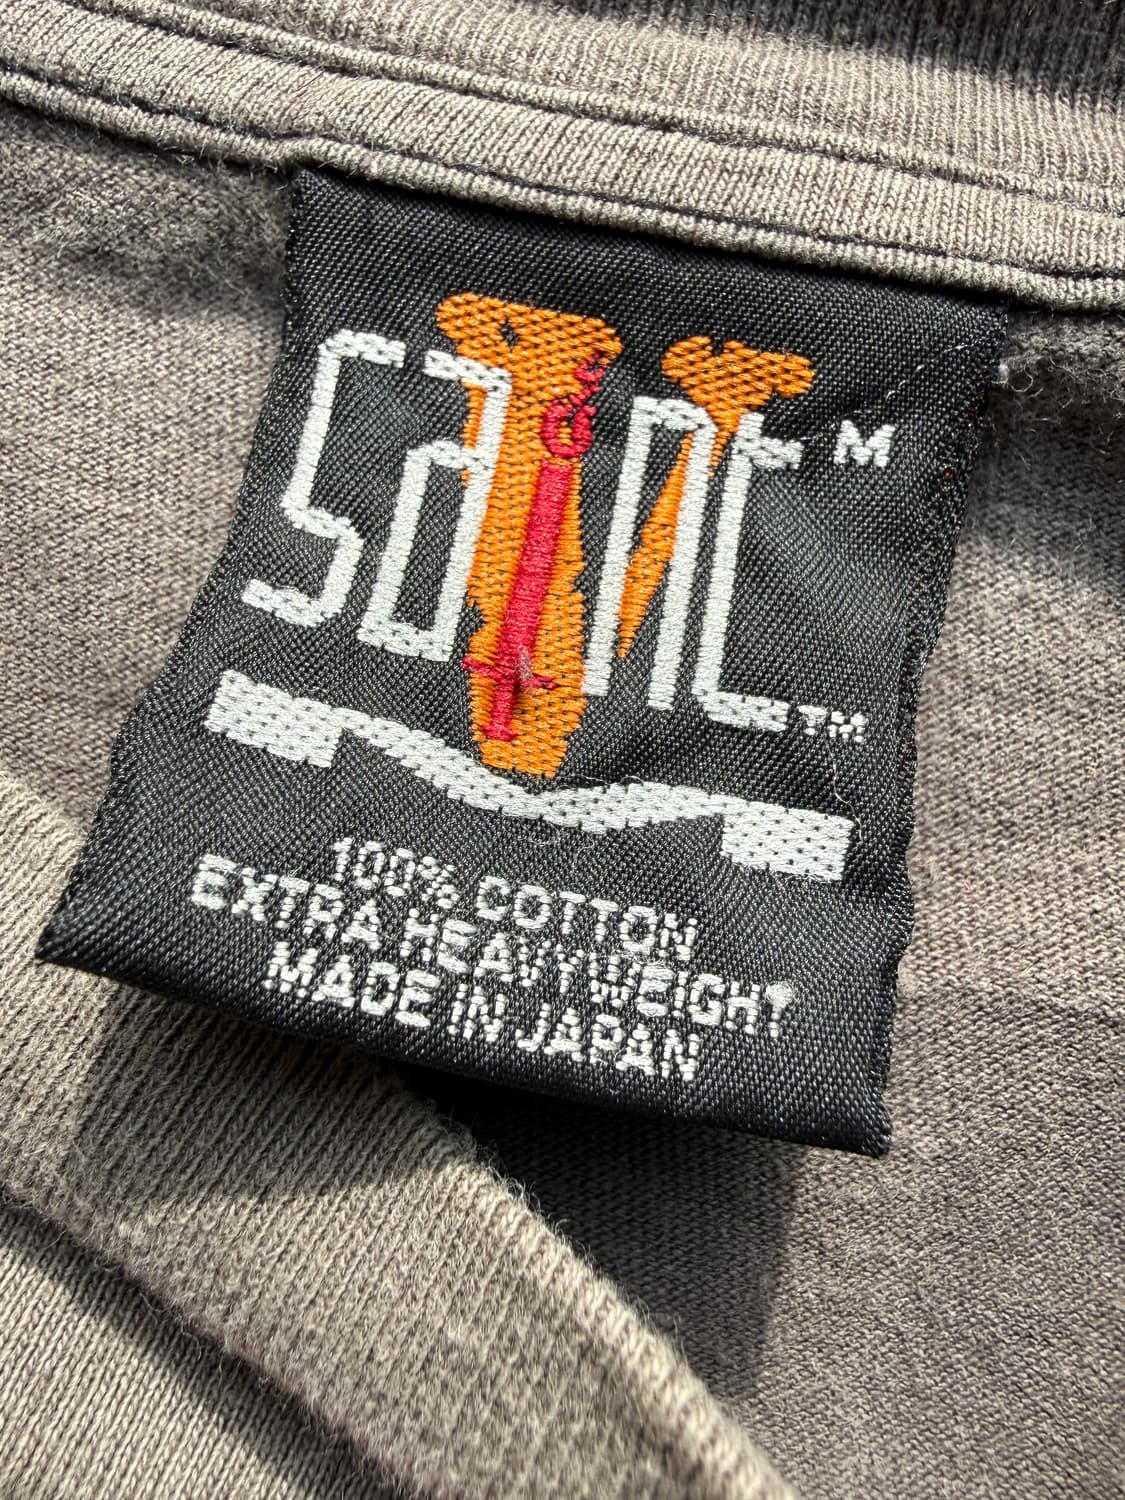 SaINt M
TM
100% COTTON
EXTRA HEAVYWEIGHT
MADE IN JAPAN